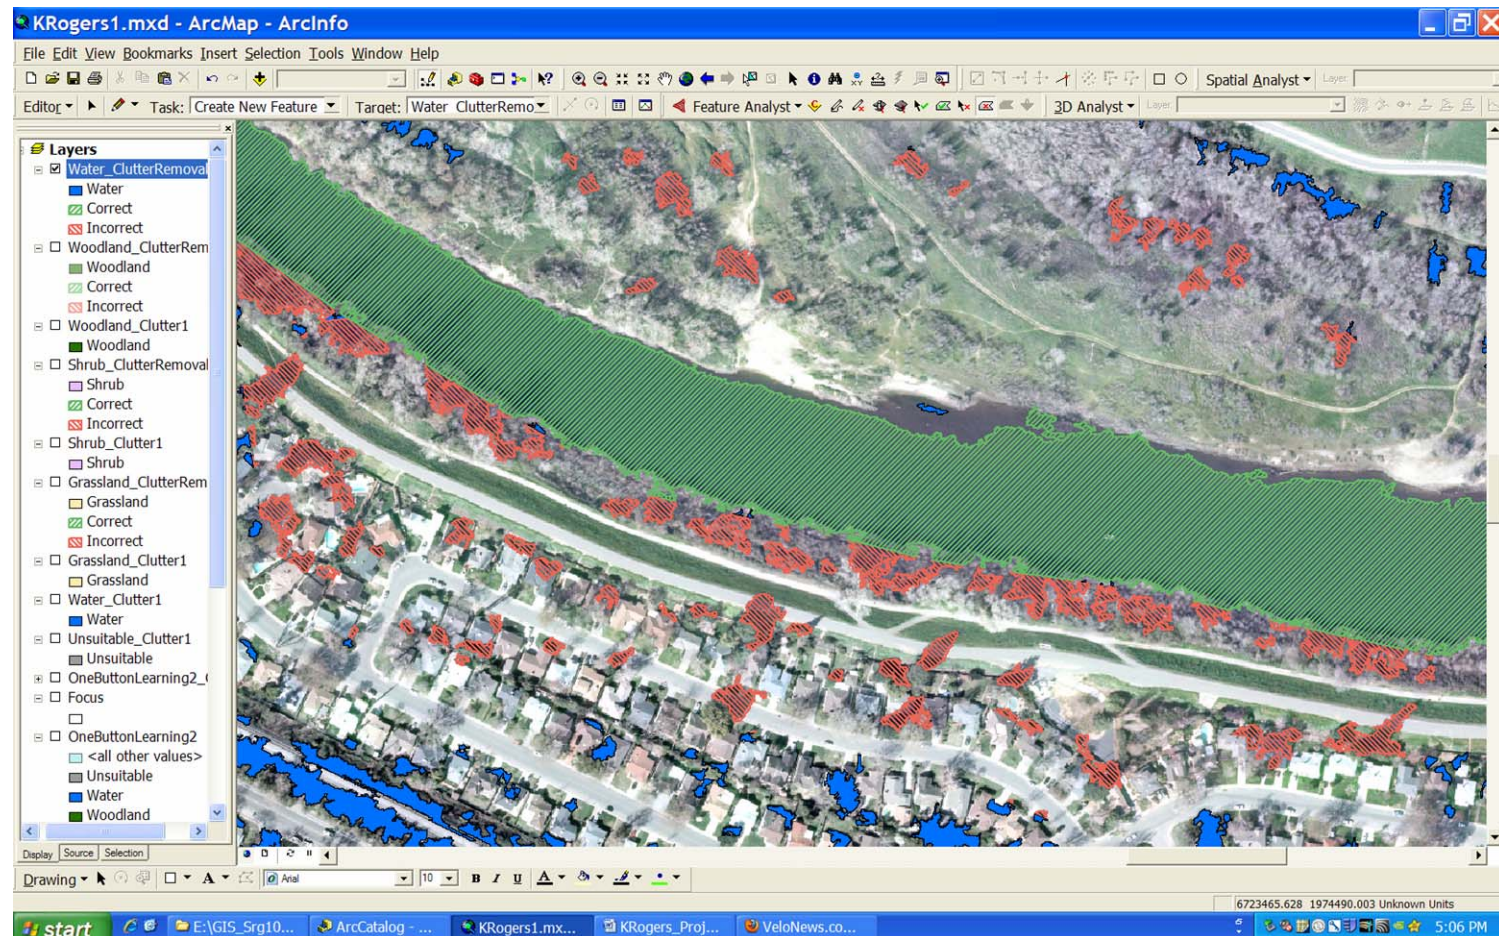 KRogers1.mxd - ArcMap - ArcInfo
File Edit View Bookmarks Insert Selection Tools Window Help
Spatial Analyst Layer
Editor Task: Create New Feature Target: Water_ClutterRemo Feature Analyst 3D Analyst Layer
Layers
Water_ClutterRemoval
Water
Correct
Incorrect
Woodland_ClutterRem
Woodland
Correct
Incorrect
Woodland_Clutter1
Woodland
Shrub_ClutterRemoval
Shrub
Correct
Incorrect
Shrub_Clutter1
Shrub
Grassland_ClutterRem
Grassland
Correct
Incorrect
Grassland_Clutter1
Grassland
Water_Clutter1
Water
Unsuitable_Clutter1
Unsuitable
OneButtonLearning2_
Focus
OneButtonLearning2
<all other values>
Unsuitable
Water
Woodland
Display Source Selection
Drawing A Arial 10 B I U A
6723465.628 1974490.003 Unknown Units
start E:\GIS_Srg10... ArcCatalog - ... KRogers1.mx... KRogers_Proj... VeloNews.co... 5:06 PM